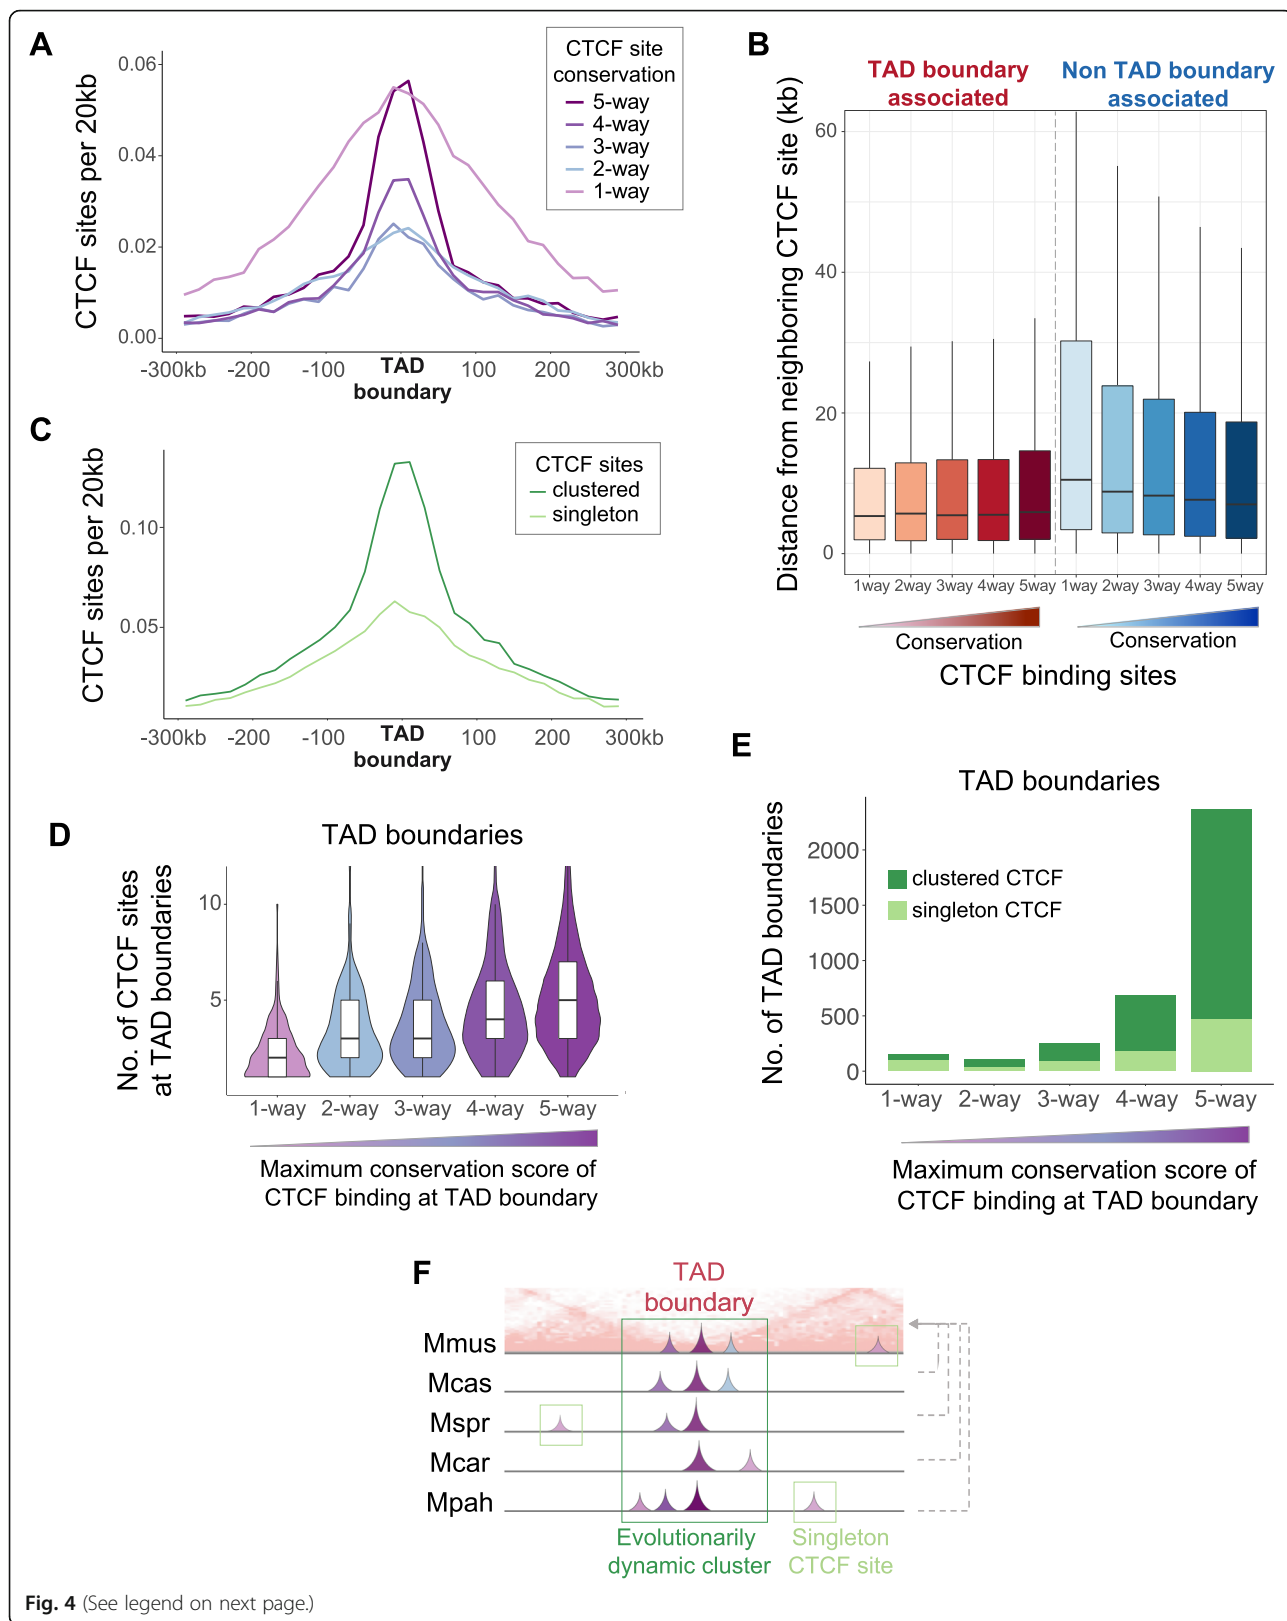 A
CTCF sites per 20kb
0.06
0.04
0.02
0.00
-300kb -200 -100 TAD boundary 100 200 300kb
CTCF site
conservation
5-way
4-way
3-way
2-way
1-way
B
TAD boundary
associated
Non TAD boundary
associated
Distance from neighboring CTCF site (kb)
60
40
20
0
1way 2way 3way 4way 5way 1way 2way 3way 4way 5way
Conservation Conservation
CTCF binding sites
C
CTCF sites per 20kb
0.10
0.05
-300kb -200 -100 TAD boundary 100 200 300kb
CTCF sites
clustered
singleton
D
TAD boundaries
No. of CTCF sites
at TAD boundaries
10
5
1-way 2-way 3-way 4-way 5-way
Maximum conservation score of
CTCF binding at TAD boundary
E
TAD boundaries
No. of TAD boundaries
2000
1500
1000
500
0
clustered CTCF
singleton CTCF
1-way 2-way 3-way 4-way 5-way
Maximum conservation score of
CTCF binding at TAD boundary
F
TAD
boundary
Mmus
Mcas
Mspr
Mcar
Mpah
Evolutionarily
dynamic cluster
Singleton
CTCF site
Fig. 4 (See legend on next page.)